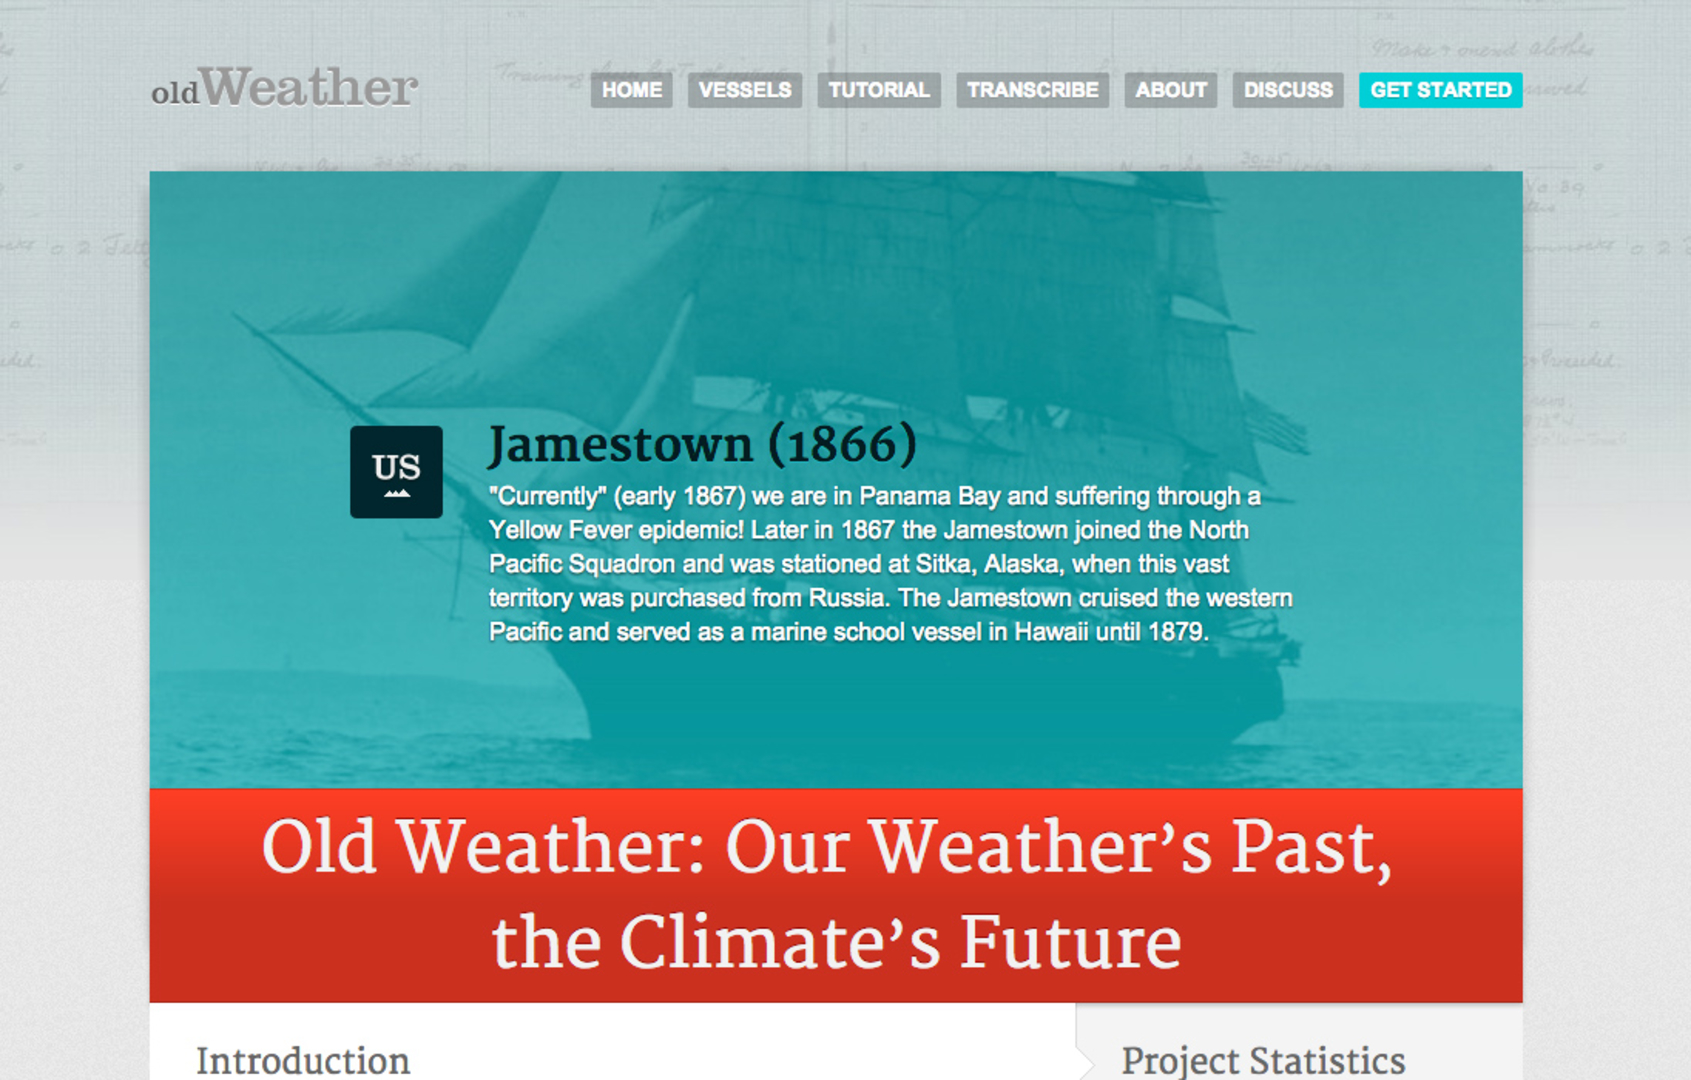 oldWeather
HOME VESSELS TUTORIAL TRANSCRIBE ABOUT DISCUSS GET STARTED
US
Jamestown (1866)
"Currently" (early 1867) we are in Panama Bay and suffering through a
Yellow Fever epidemic! Later in 1867 the Jamestown joined the North
Pacific Squadron and was stationed at Sitka, Alaska, when this vast
territory was purchased from Russia. The Jamestown cruised the western
Pacific and served as a marine school vessel in Hawaii until 1879.
Old Weather: Our Weather’s Past,
the Climate’s Future
Introduction
Project Statistics